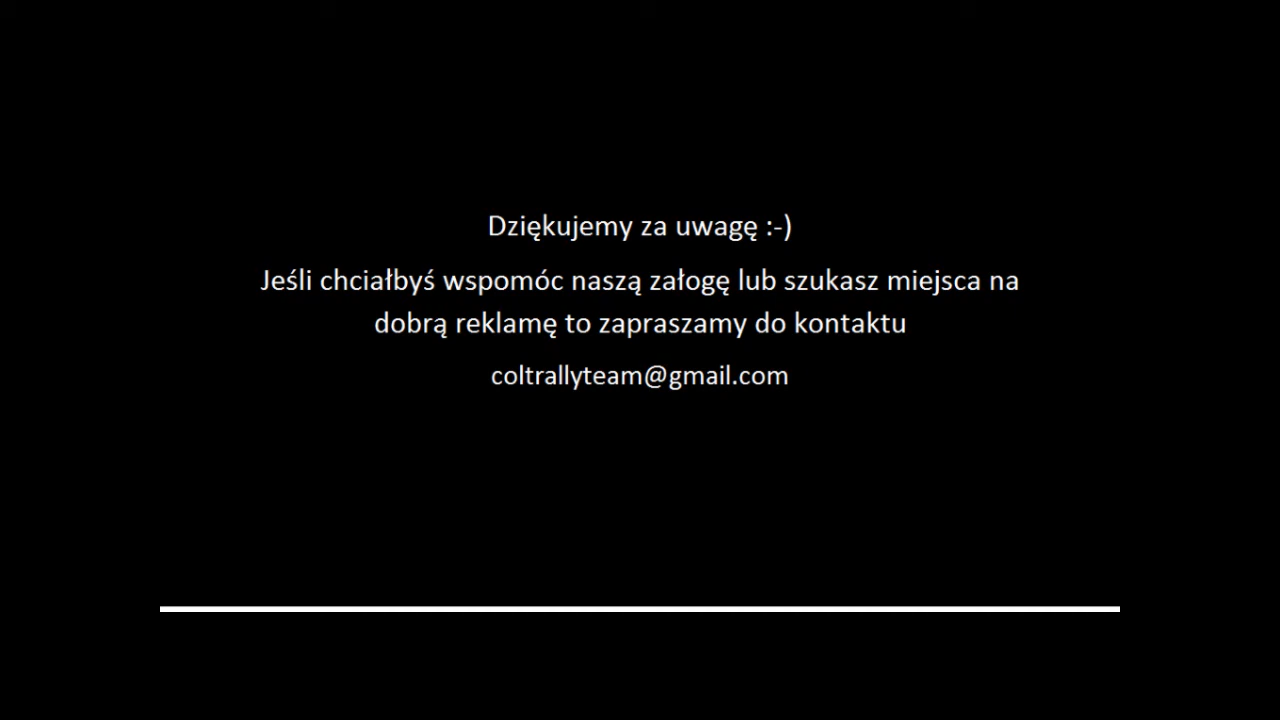 Dziękujemy za uwagę :-)
Jeśli chciałbyś wspomóc naszą załogę lub szukasz miejsca na
dobrą reklamę to zapraszamy do kontaktu
coltrallyteam@gmail.com